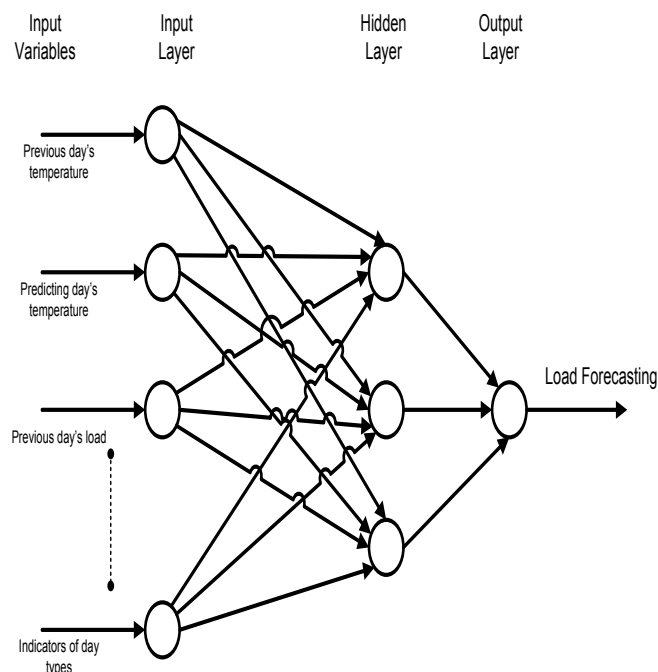 Input
Variables
Input
Layer
Hidden
Layer
Output
Layer
Previous day's
temperature
Predicting day's
temperature
Previous day's load
Indicators of day
types
Load Forecasting